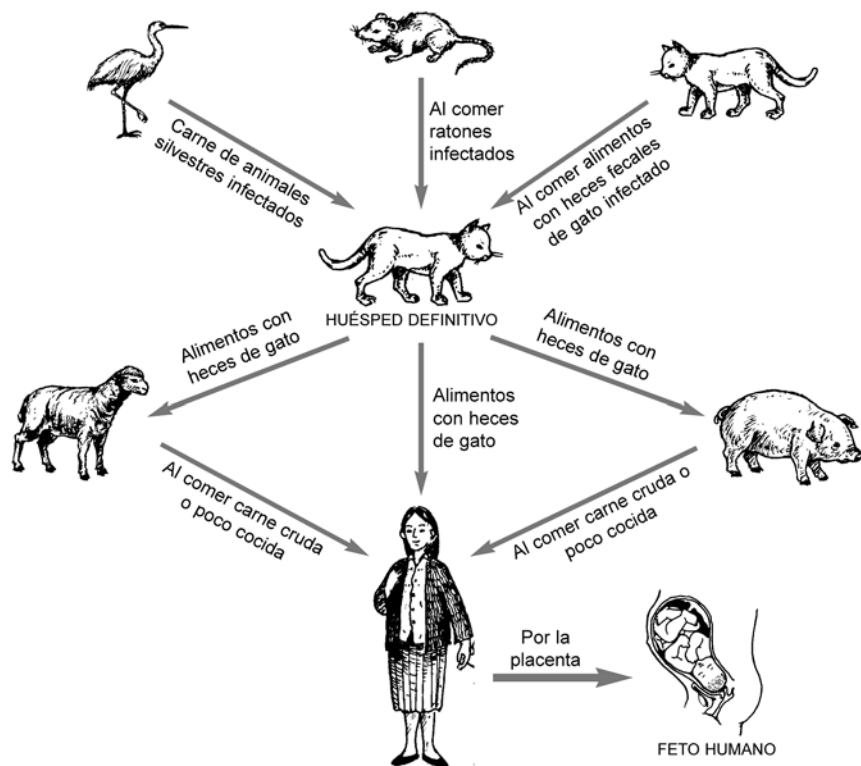 Carne de animales
silvestres infectados
Al comer
ratones
infectados
Al comer alimentos
con heces fecales
de gato infectado
HUÉSPED DEFINITIVO
Alimentos con
heces de gato
Alimentos
con heces
de gato
Alimentos con
heces de gato
Al comer carne cruda
o poco cocida
Al comer carne cruda o
poco cocida
Por la
placenta
FETO HUMANO